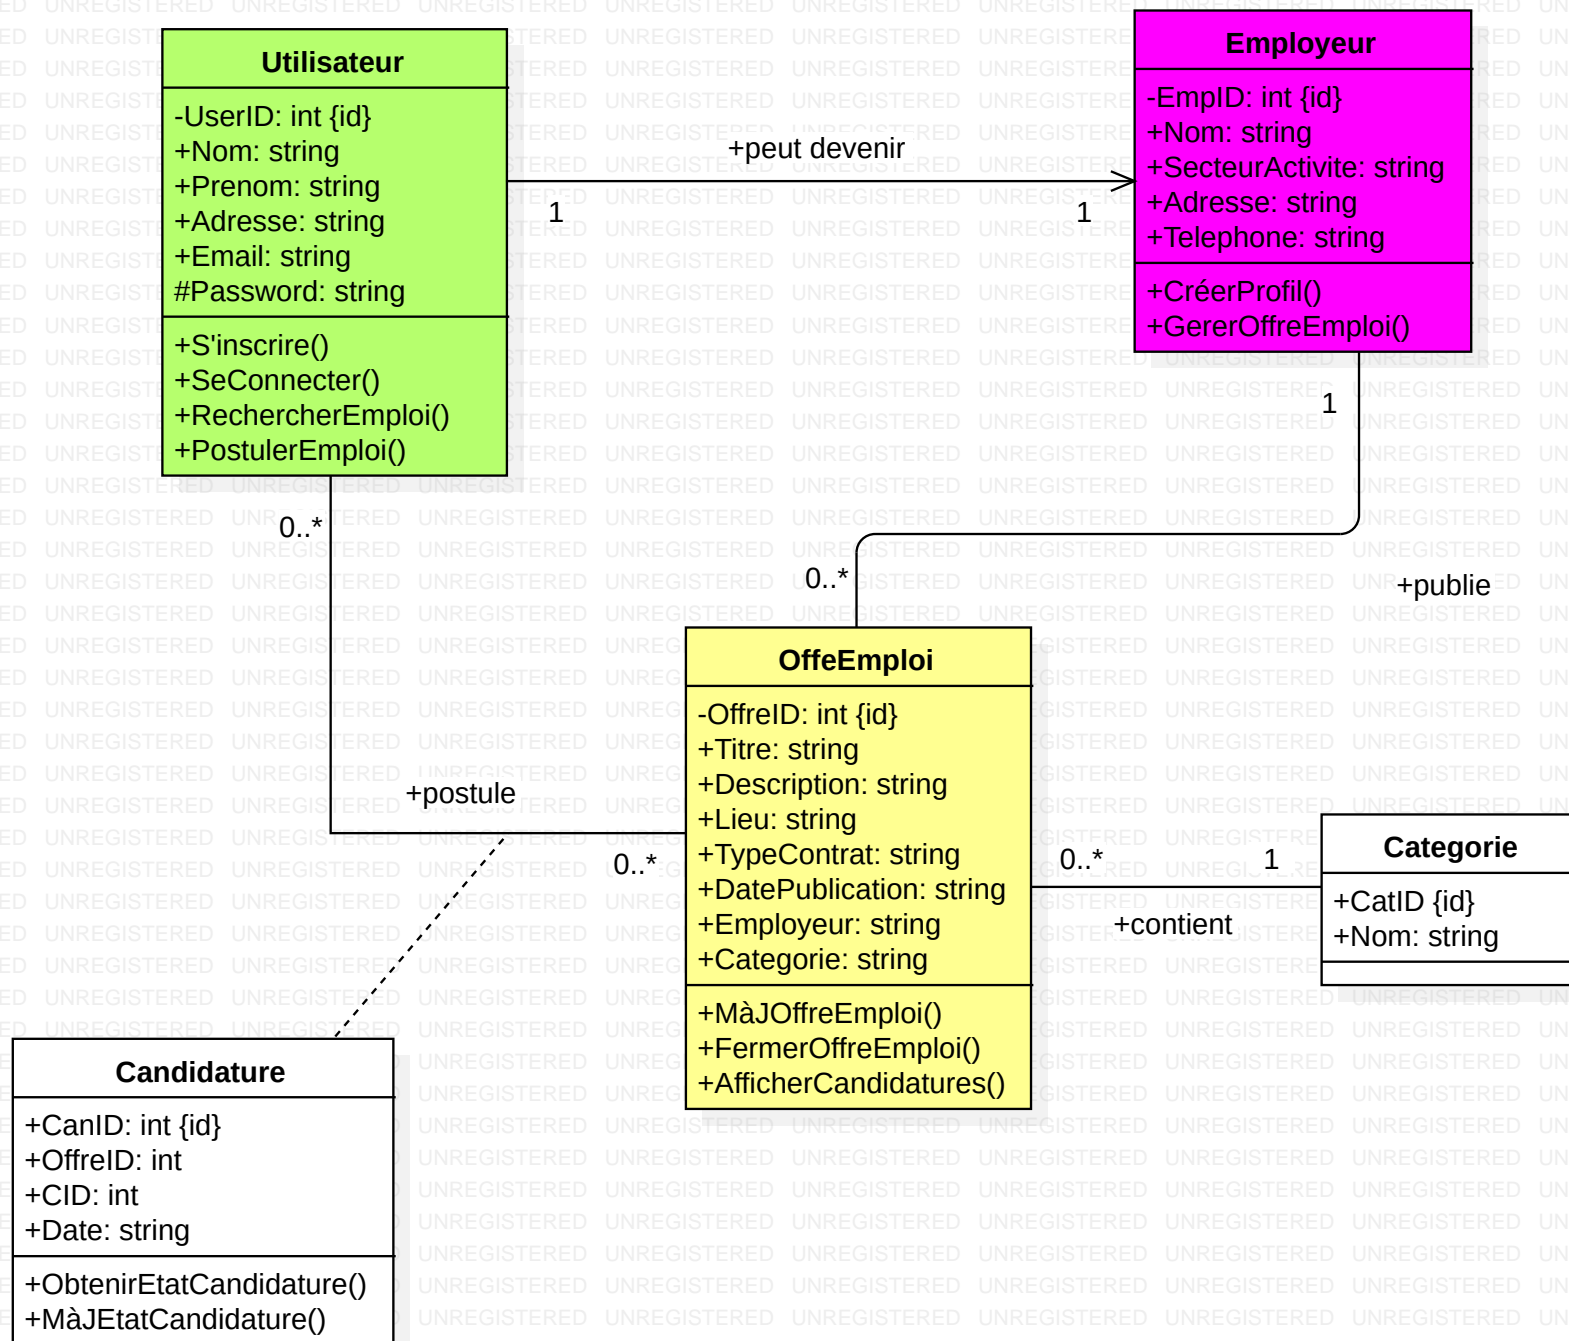 Utilisateur
-UserID: int {id}
+Nom: string
+Prenom: string
+Adresse: string
+Email: string
#Password: string
+S'inscrire()
+SeConnecter()
+RechercherEmploi()
+PostulerEmploi()
+peut devenir
1
1
Employeur
-EmpID: int {id}
+Nom: string
+SecteurActivite: string
+Adresse: string
+Telephone: string
+CréerProfil()
+GererOffreEmploi()
1
0..*
0..*
+publie
OffeEmploi
-OffreID: int {id}
+Titre: string
+Description: string
+Lieu: string
+TypeContrat: string
+DatePublication: string
+Employeur: string
+Categorie: string
+MàJOffreEmploi()
+FermerOffreEmploi()
+AfficherCandidatures()
+postule
0..*
0..*
1
+contient
Categorie
+CatID {id}
+Nom: string
Candidature
+CanID: int {id}
+OffreID: int
+CID: int
+Date: string
+ObtenirEtatCandidature()
+MàJEtatCandidature()
UNREGISTERED